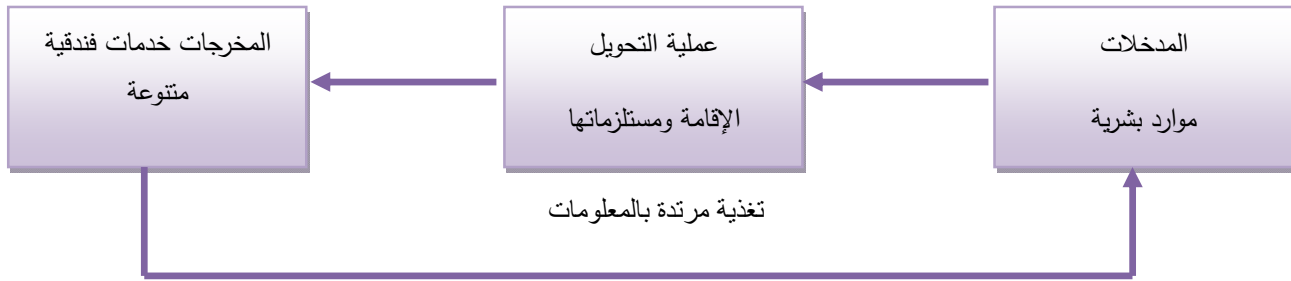 المدخلات
موارد بشرية
عملية التحويل
الإقامة ومستلزماتها
المخرجات خدمات فندقية
متنوعة
تغذية مرتدة بالمعلومات